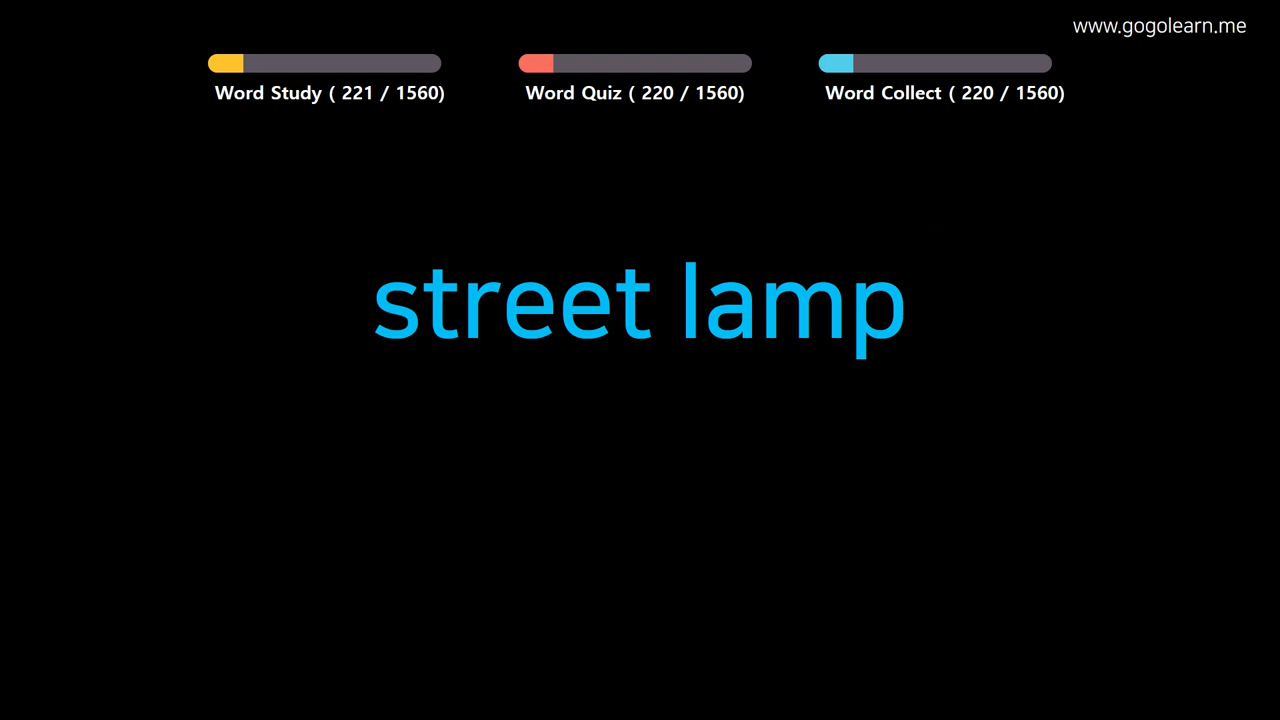 www.gogolearn.me
Word Study ( 221 / 1560)
Word Quiz ( 220 / 1560)
Word Collect ( 220 / 1560)
street lamp